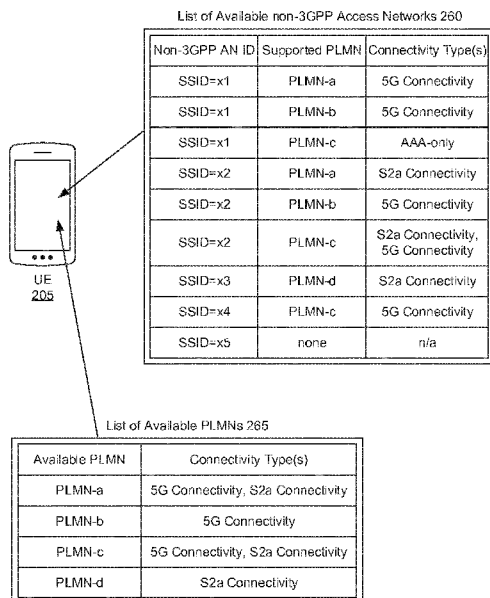 List of Available non-3GPP Access Networks 260
Non-3GPP AN ID Supported PLMN Connectivity Type(s)
SSID=x1 PLMN-a 5G Connectivity
SSID=x1 PLMN-b 5G Connectivity
SSID=x1 PLMN-c AAA-only
SSID=x2 PLMN-a S2a Connectivity
SSID=x2 PLMN-b 5G Connectivity
SSID=x2 PLMN-c S2a Connectivity,
5G Connectivity
SSID=x3 PLMN-d S2a Connectivity
SSID=x4 PLMN-c 5G Connectivity
SSID=x5 none n/a
UE
205
List of Available PLMNs 265
Available PLMN Connectivity Type(s)
PLMN-a 5G Connectivity, S2a Connectivity
PLMN-b 5G Connectivity
PLMN-c 5G Connectivity, S2a Connectivity
PLMN-d S2a Connectivity